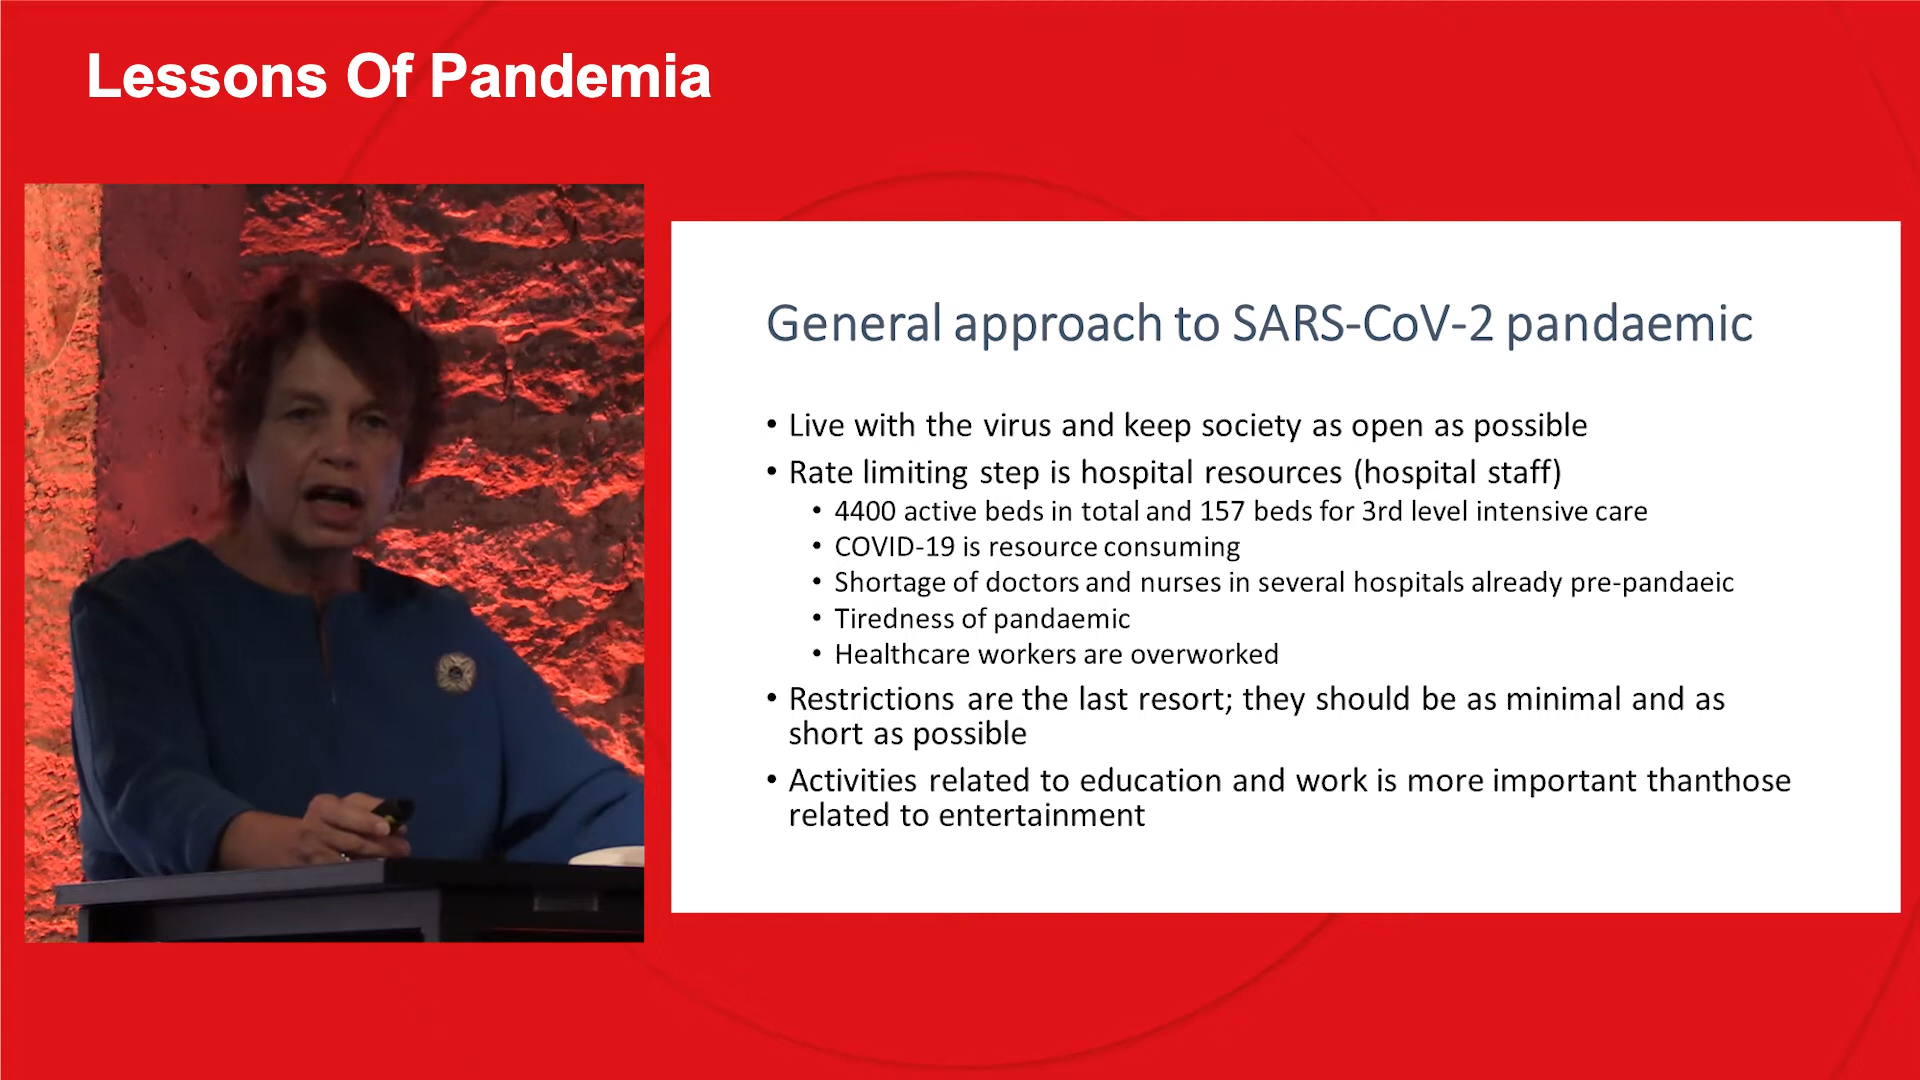 Lessons Of Pandemia
General approach to SARS-CoV-2 pandaemic
• Live with the virus and keep society as open as possible
• Rate limiting step is hospital resources (hospital staff)
• 4400 active beds in total and 157 beds for 3rd level intensive care
• COVID-19 is resource consuming
• Shortage of doctors and nurses in several hospitals already pre-pandaeic
• Tiredness of pandaemic
• Healthcare workers are overworked
• Restrictions are the last resort; they should be as minimal and as
short as possible
• Activities related to education and work is more important thanthose
related to entertainment